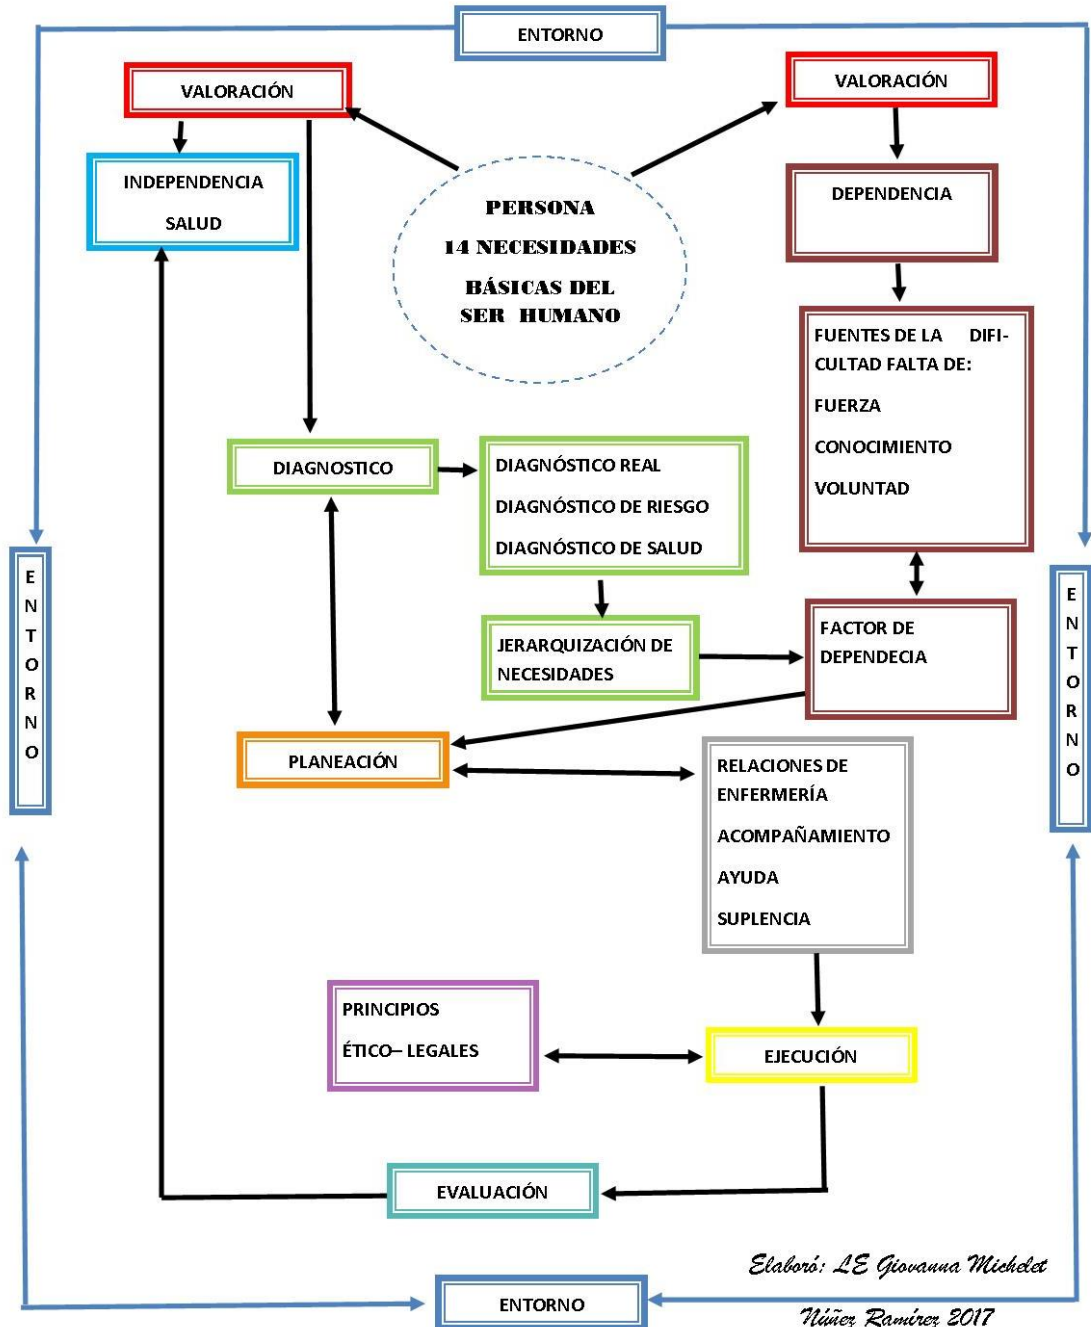 ENTORNO
VALORACIÓN
VALORACIÓN
INDEPENDENCIA
SALUD
DEPENDENCIA
PERSONA
14 NECESIDADES
BÁSICAS DEL
SER HUMANO
FUENTES DE LA DIFI-
CULTAD FALTA DE:
FUERZA
CONOCIMIENTO
VOLUNTAD
DIAGNOSTICO
DIAGNÓSTICO REAL
DIAGNÓSTICO DE RIESGO
DIAGNÓSTICO DE SALUD
ENTORNO
ENTORNO
JERARQUIZACIÓN DE
NECESIDADES
FACTOR DE
DEPENDECIA
PLANEACIÓN
RELACIONES DE
ENFERMERÍA
ACOMPAÑAMIENTO
AYUDA
SUPLENCIA
PRINCIPIOS
ÉTICO– LEGALES
EJECUCIÓN
EVALUACIÓN
Elaboró: LE Giovanna Michelet
Núñez Ramírez 2017
ENTORNO